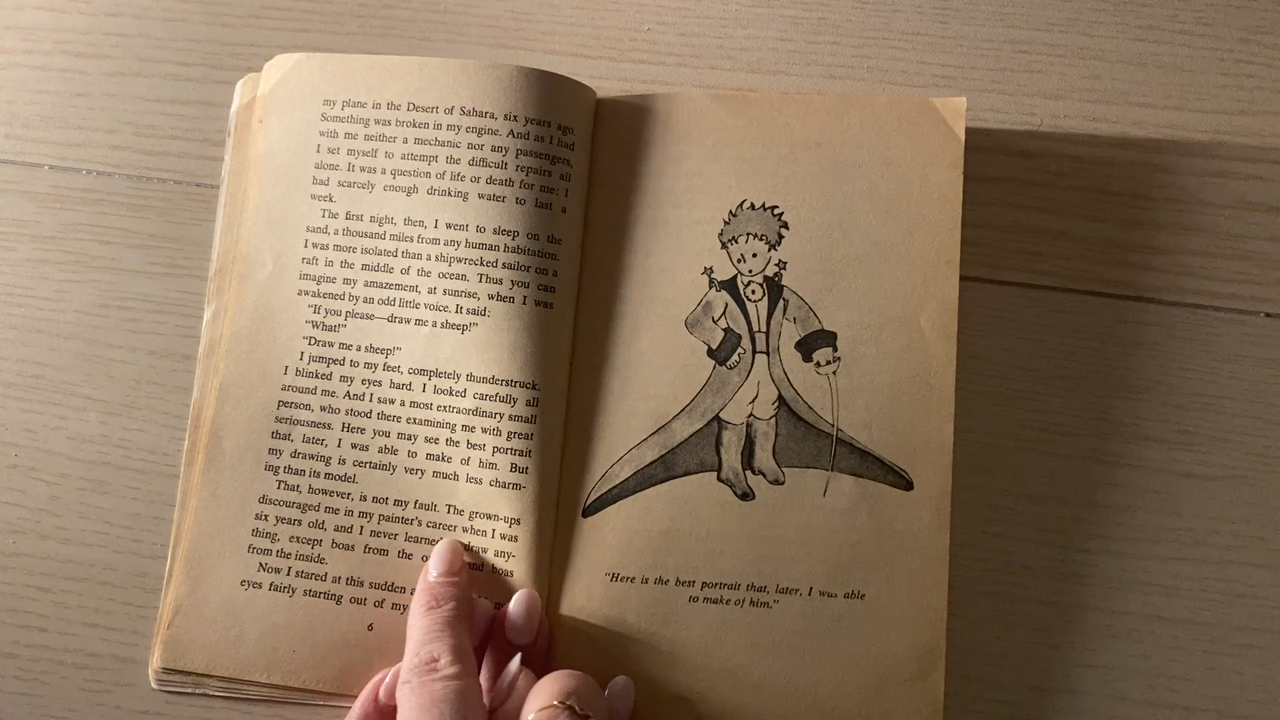 my plane in the Desert of Sahara, six years ago.
Something was broken in my engine. And as I had
with me neither a mechanic nor any passengers,
I set myself to attempt the difficult repairs all
alone. It was a question of life or death for me: I
had scarcely enough drinking water to last a
week.
The first night, then, I went to sleep on the
sand, a thousand miles from any human habitation.
I was more isolated than a shipwrecked sailor on a
raft in the middle of the ocean. Thus you can
imagine my amazement, at sunrise, when I was
awakened by an odd little voice. It said:
"If you please—draw me a sheep!"
"What!"
"Draw me a sheep!"
I jumped to my feet, completely thunderstruck.
I blinked my eyes hard. I looked carefully all
around me. And I saw a most extraordinary small
person, who stood there examining me with great
seriousness. Here you may see the best portrait
that, later, I was able to make of him. But
my drawing is certainly very much less charm-
ing than its model.
That, however, is not my fault. The grown-ups
discouraged me in my painter's career when I was
six years old, and I never learned draw any-
thing, except boas from the and boas
from the inside.
Now I stared at this sudden
eyes fairly starting out of my
6
"Here is the best portrait that, later, I was able
to make of him."